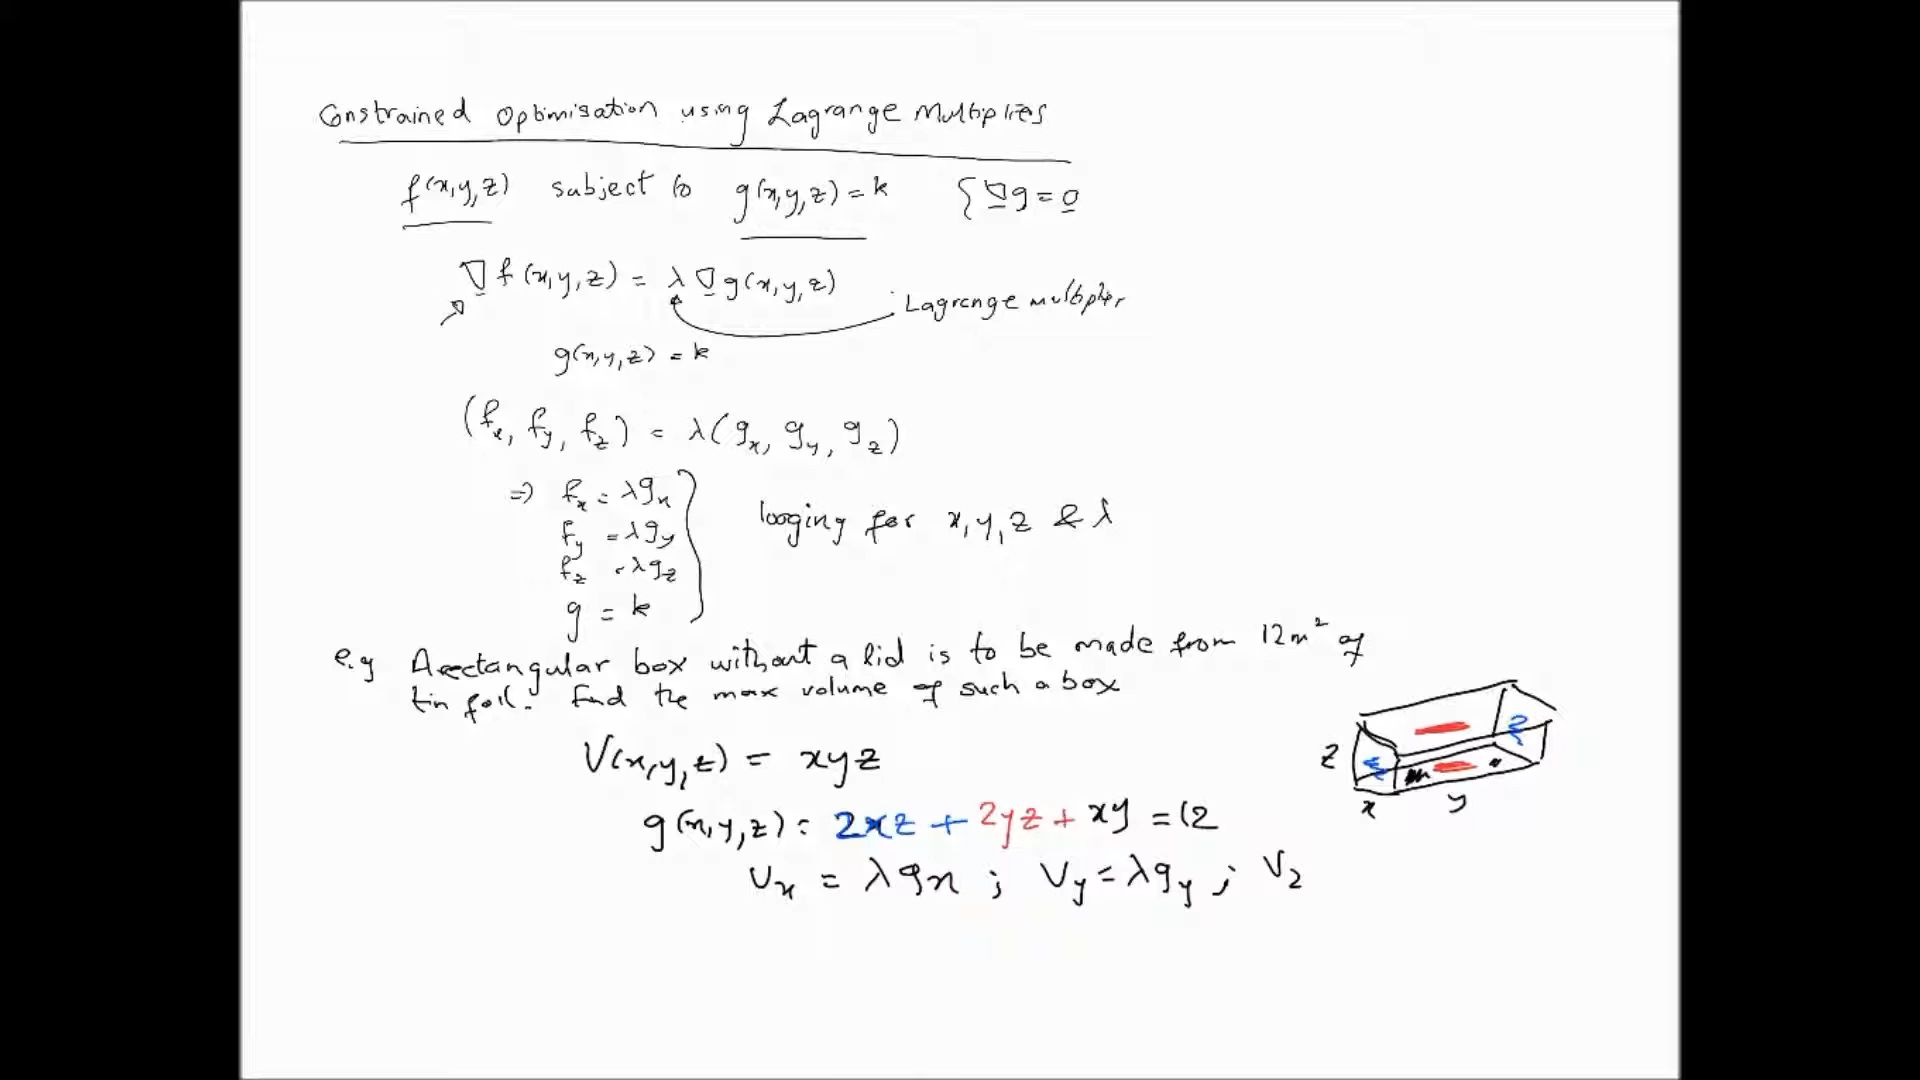 Constrained Optimisation using Lagrange Multipliers
f(x,y,z) subject to g(x,y,z) = k { ∇g = 0
∇f(x,y,z) = λ∇g(x,y,z)
Lagrange multiplier
g(x,y,z) = k
(fx, fy, fz) = λ(gx, gy, gz)
⇒ fx = λgx
fy = λgy
looging for x, y, z & λ
fz = λgz
g = k
e.g A rectangular box without a lid is to be made from 12m² of
tin foil. Find the max volume of such a box
V(x,y,z) = xyz
z
x y
g(x,y,z) = 2xz + 2yz + xy = 12
Vx = λgx ; Vy = λgy ; Vz